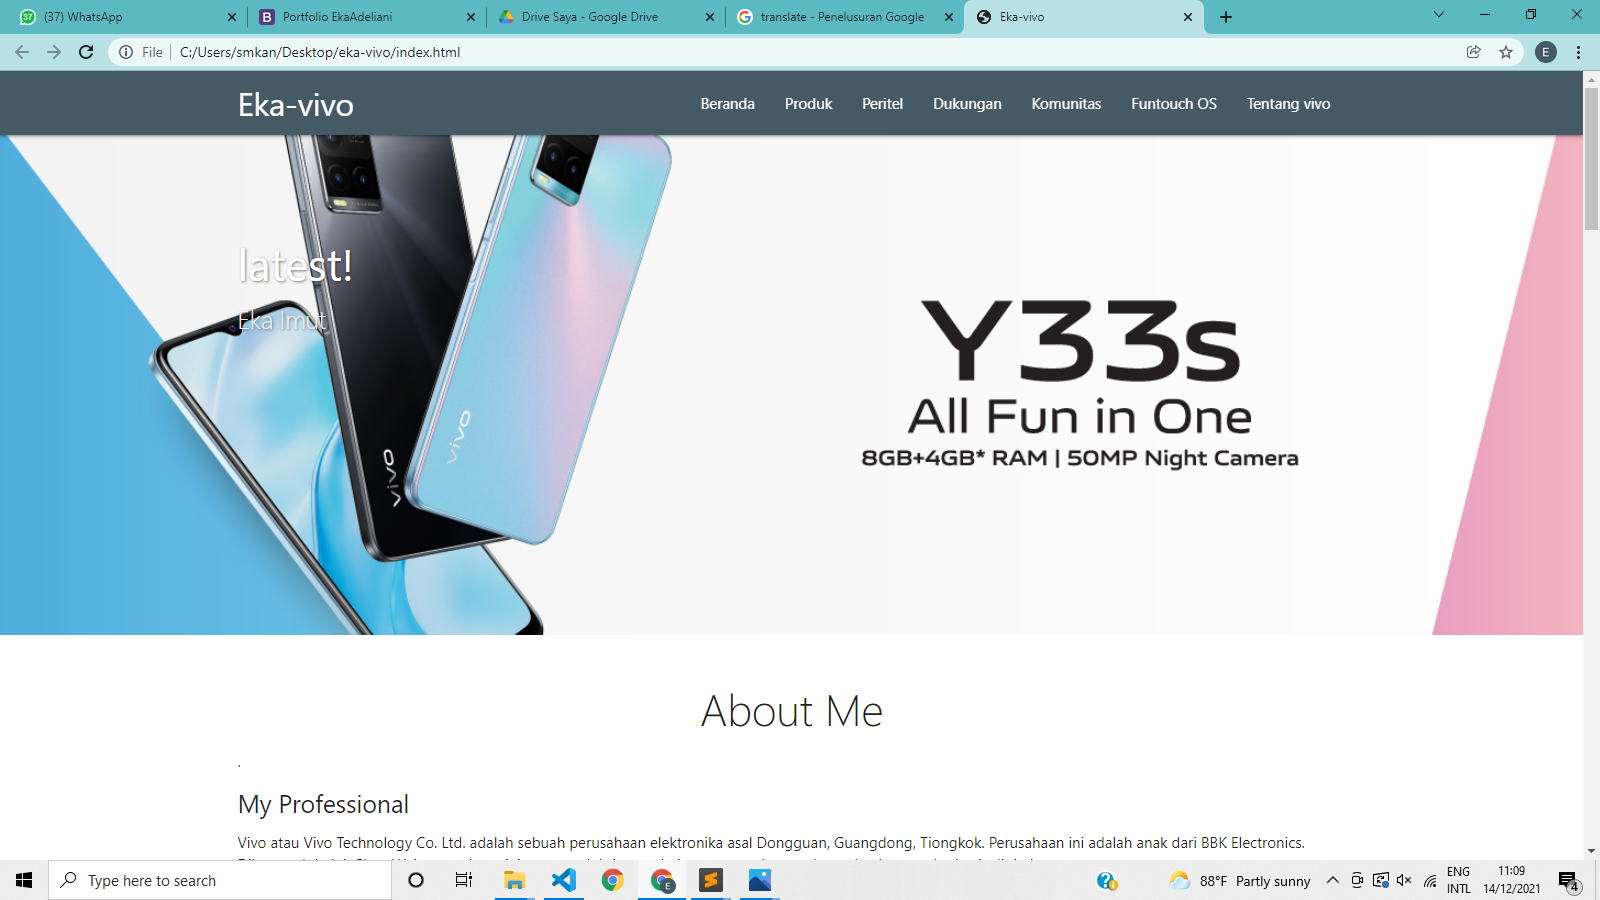 (37) WhatsApp
Portfolio EkaAdeliani
Drive Saya - Google Drive
translate - Penelusuran Google
Eka-vivo
File
C:/Users/smkan/Desktop/eka-vivo/index.html
E
Eka-vivo
Beranda
Produk
Peritel
Dukungan
Komunitas
Funtouch OS
Tentang vivo
latest!
Eka Imut
vivo
vivo
Y33s
All Fun in One
8GB+4GB* RAM | 50MP Night Camera
About Me
.
My Professional
Vivo atau Vivo Technology Co. Ltd. adalah sebuah perusahaan elektronika asal Dongguan, Guangdong, Tiongkok. Perusahaan ini adalah anak dari BBK Electronics.
Type here to search
88°F Partly sunny
ENG
INTL
11:09
14/12/2021
4